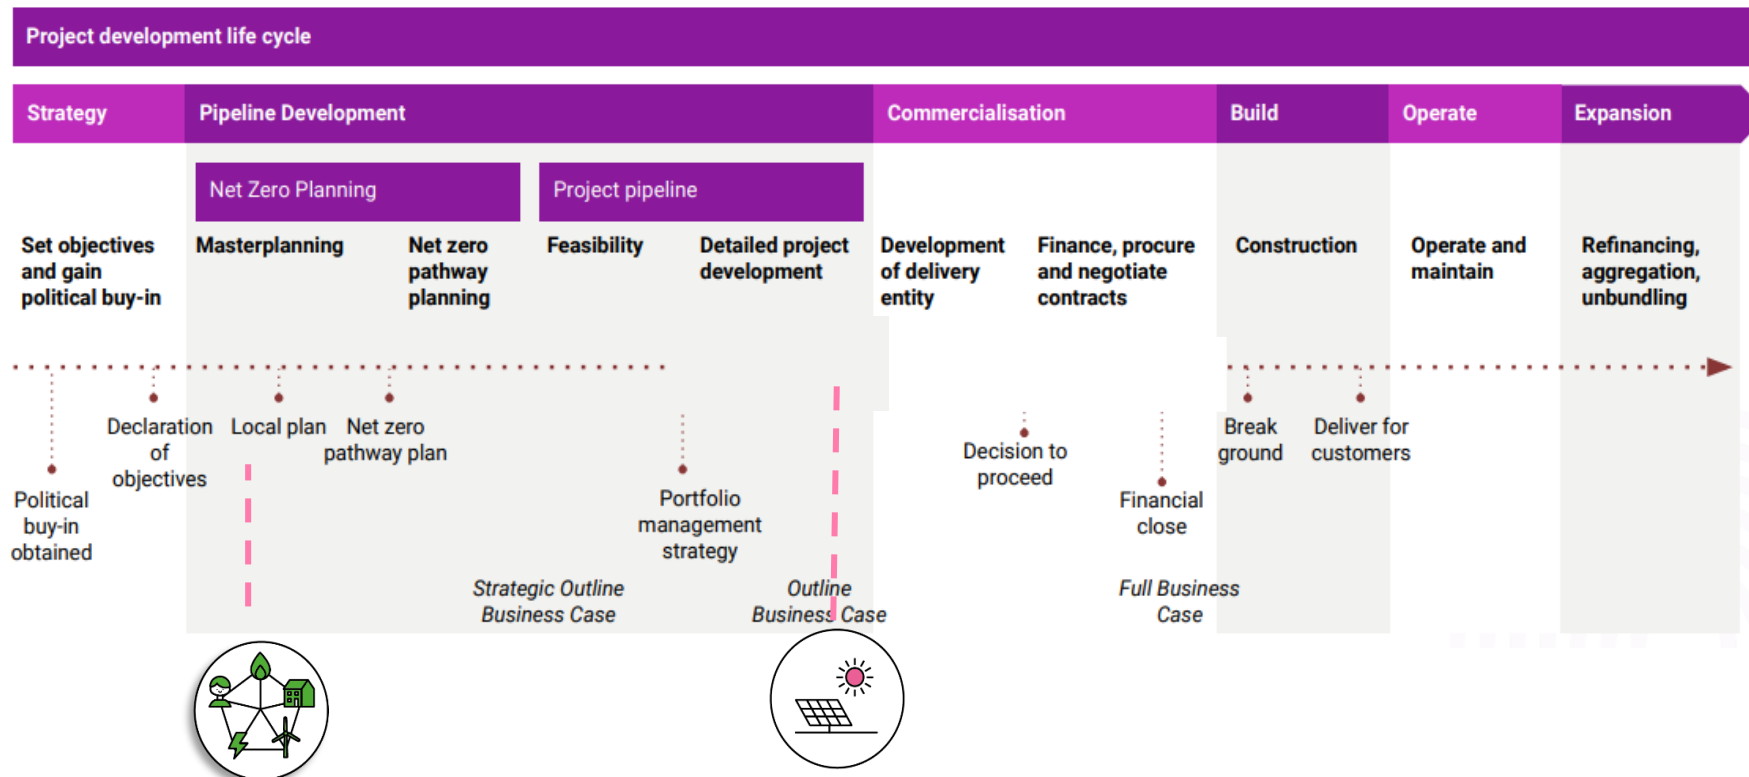 Project development life cycle
Strategy
Pipeline Development
Commercialisation
Build
Operate
Expansion
Net Zero Planning
Project pipeline
Set objectives
and gain
political buy-in
Masterplanning
Net zero
pathway
planning
Feasibility
Detailed project
development
Development
of delivery
entity
Finance, procure
and negotiate
contracts
Construction
Operate and
maintain
Refinancing,
aggregation,
unbundling
Political
buy-in
obtained
Declaration
of
objectives
Local plan
Net zero
pathway plan
Portfolio
management
strategy
Decision to
proceed
Financial
close
Break
ground
Deliver for
customers
Strategic Outline
Business Case
Outline
Business Case
Full Business
Case